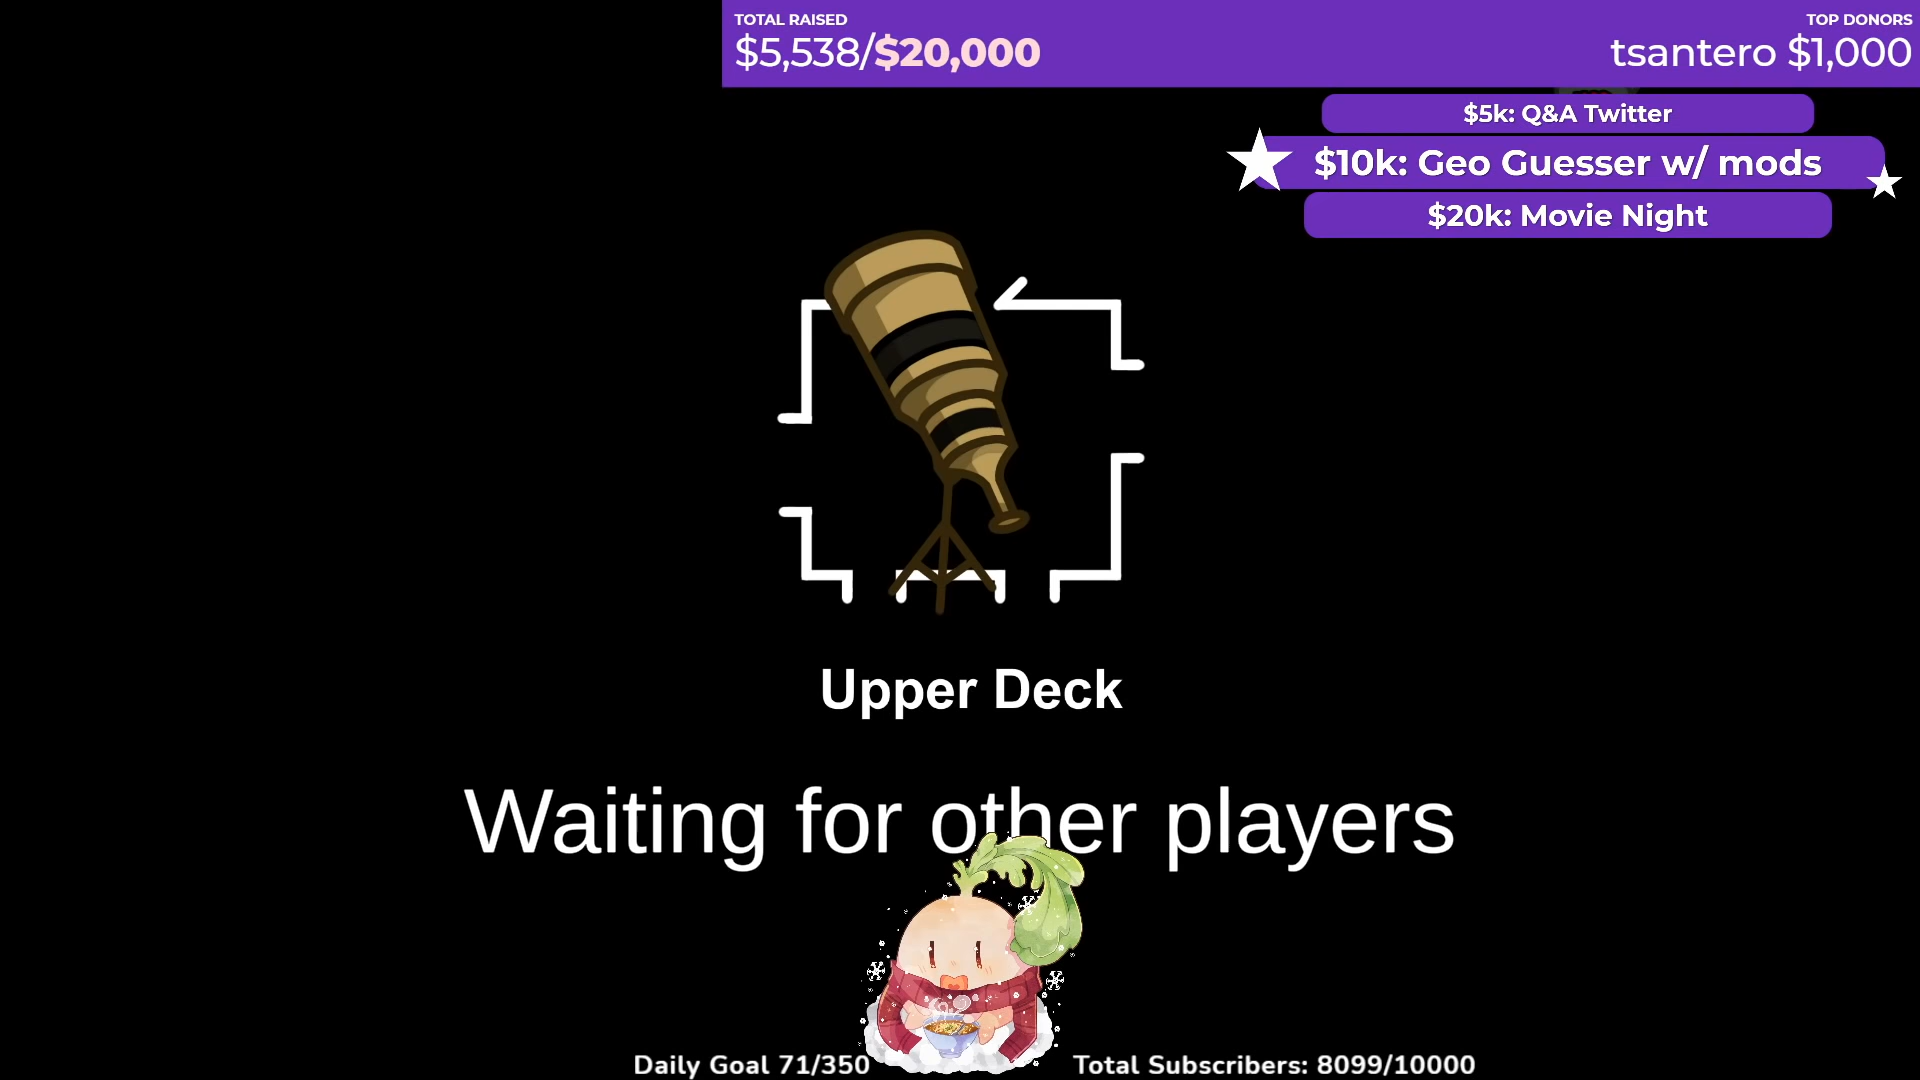 TOTAL RAISED
$5,538/$20,000
TOP DONORS
tsantero $1,000
$5k: Q&A Twitter
$10k: Geo Guesser w/ mods
$20k: Movie Night
Upper Deck
Waiting for other players
Daily Goal 71/350
Total Subscribers: 8099/10000